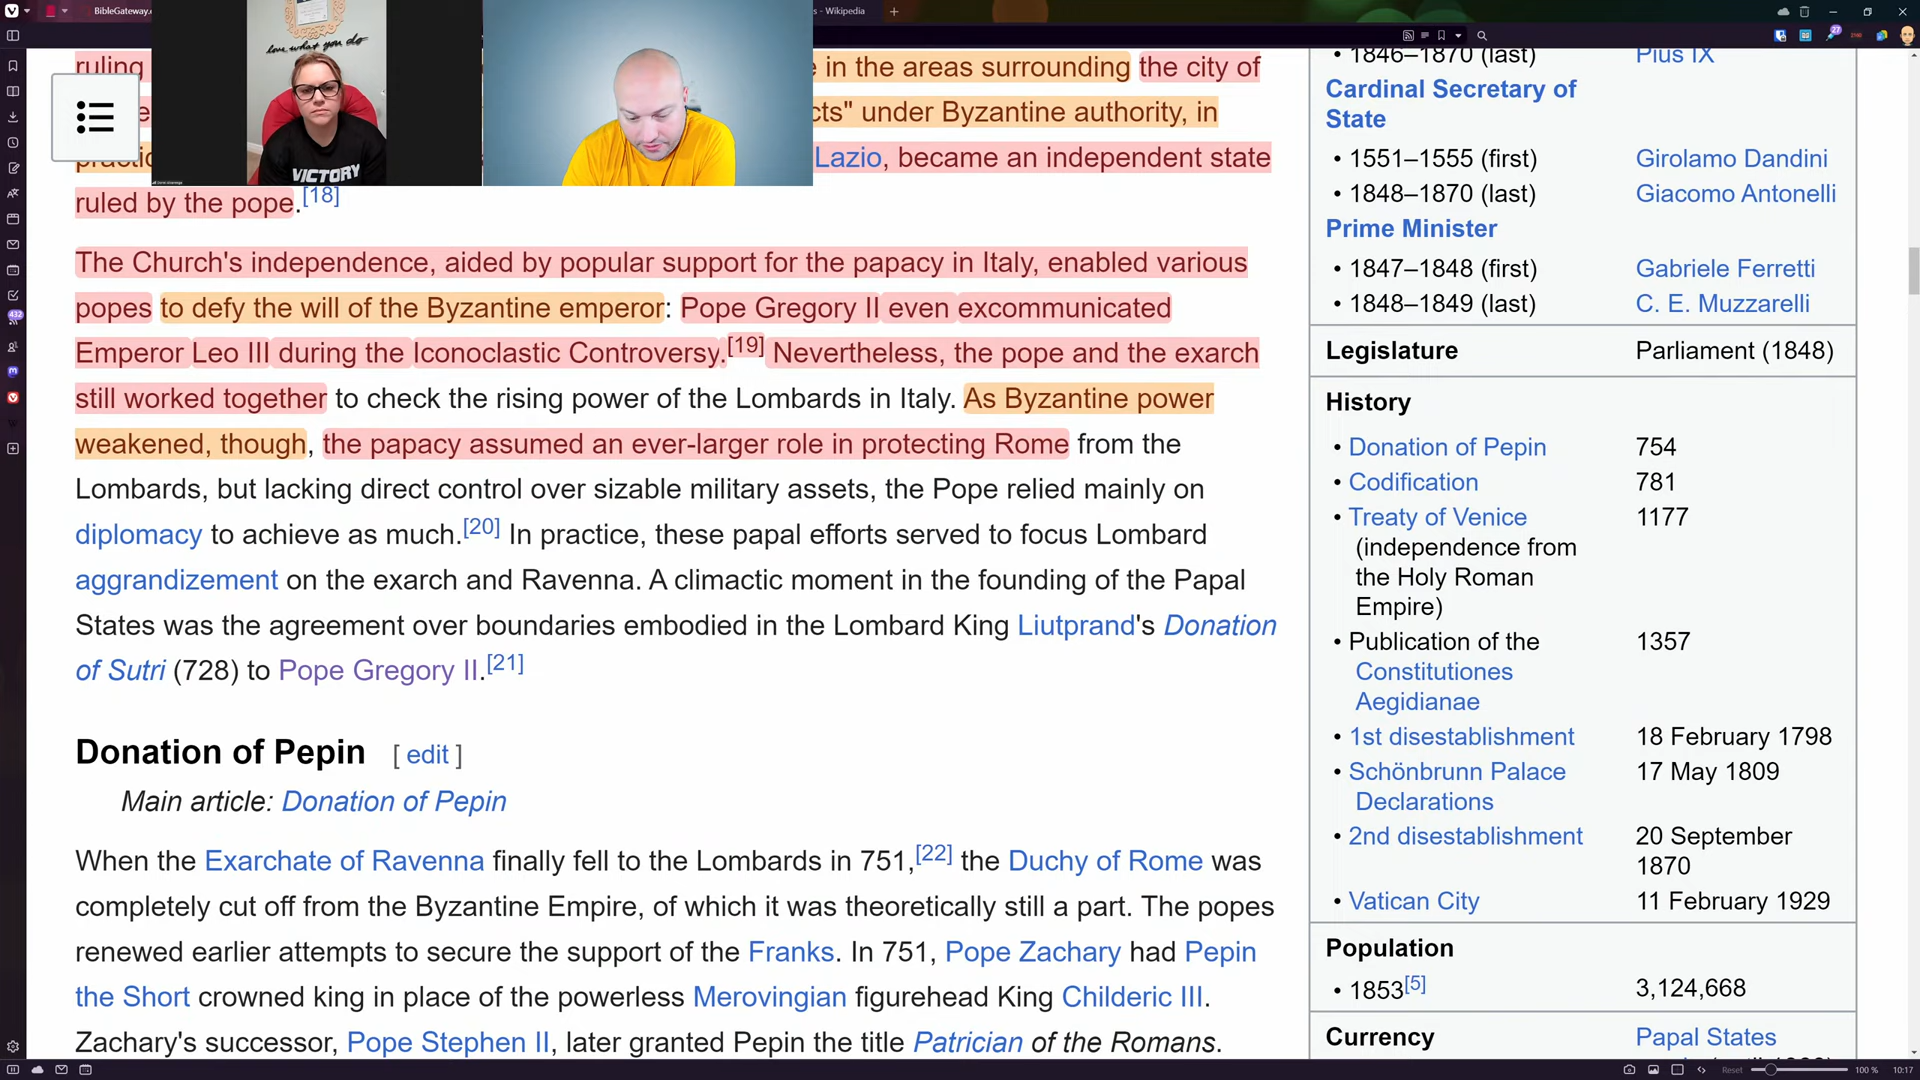 BibleGateway.
s - Wikipedia
love what you do
VICTORY
ruling
e in the areas surrounding the city of
cts" under Byzantine authority, in
practic
Lazio, became an independent state
ruled by the pope.[18]
The Church's independence, aided by popular support for the papacy in Italy, enabled various
popes to defy the will of the Byzantine emperor: Pope Gregory II even excommunicated
Emperor Leo III during the Iconoclastic Controversy.[19] Nevertheless, the pope and the exarch
still worked together to check the rising power of the Lombards in Italy. As Byzantine power
weakened, though, the papacy assumed an ever-larger role in protecting Rome from the
Lombards, but lacking direct control over sizable military assets, the Pope relied mainly on
diplomacy to achieve as much.[20] In practice, these papal efforts served to focus Lombard
aggrandizement on the exarch and Ravenna. A climactic moment in the founding of the Papal
States was the agreement over boundaries embodied in the Lombard King Liutprand's Donation
of Sutri (728) to Pope Gregory II.[21]
Donation of Pepin [ edit ]
Main article: Donation of Pepin
When the Exarchate of Ravenna finally fell to the Lombards in 751,[22] the Duchy of Rome was
completely cut off from the Byzantine Empire, of which it was theoretically still a part. The popes
renewed earlier attempts to secure the support of the Franks. In 751, Pope Zachary had Pepin
the Short crowned king in place of the powerless Merovingian figurehead King Childeric III.
Zachary's successor, Pope Stephen II, later granted Pepin the title Patrician of the Romans.
• 1846–1870 (last) Pius IX
Cardinal Secretary of
State
• 1551–1555 (first) Girolamo Dandini
• 1848–1870 (last) Giacomo Antonelli
Prime Minister
• 1847–1848 (first) Gabriele Ferretti
• 1848–1849 (last) C. E. Muzzarelli
Legislature Parliament (1848)
History
• Donation of Pepin 754
• Codification 781
• Treaty of Venice 1177
(independence from
the Holy Roman
Empire)
• Publication of the 1357
Constitutiones
Aegidianae
• 1st disestablishment 18 February 1798
• Schönbrunn Palace 17 May 1809
Declarations
• 2nd disestablishment 20 September
1870
• Vatican City 11 February 1929
Population
• 1853[5] 3,124,668
Currency Papal States
432
27
Reset 100 % 10:17